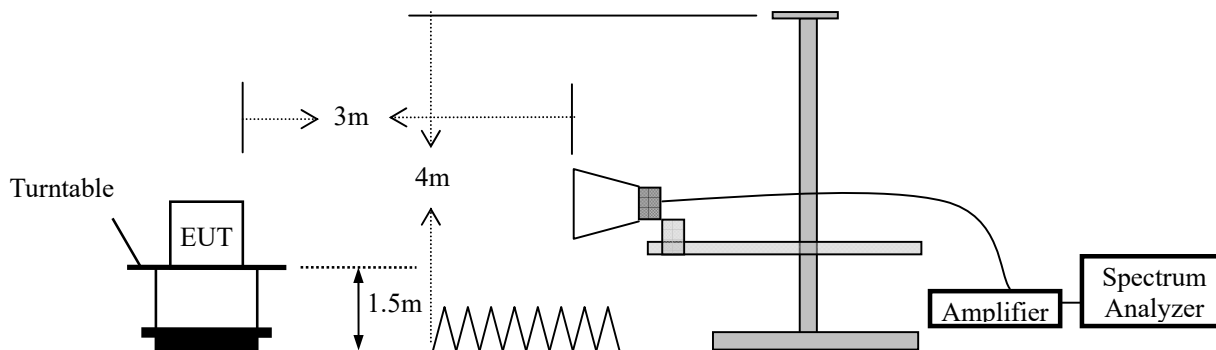 3m
4m
Turntable
EUT
1.5m
Amplifier
Spectrum
Analyzer